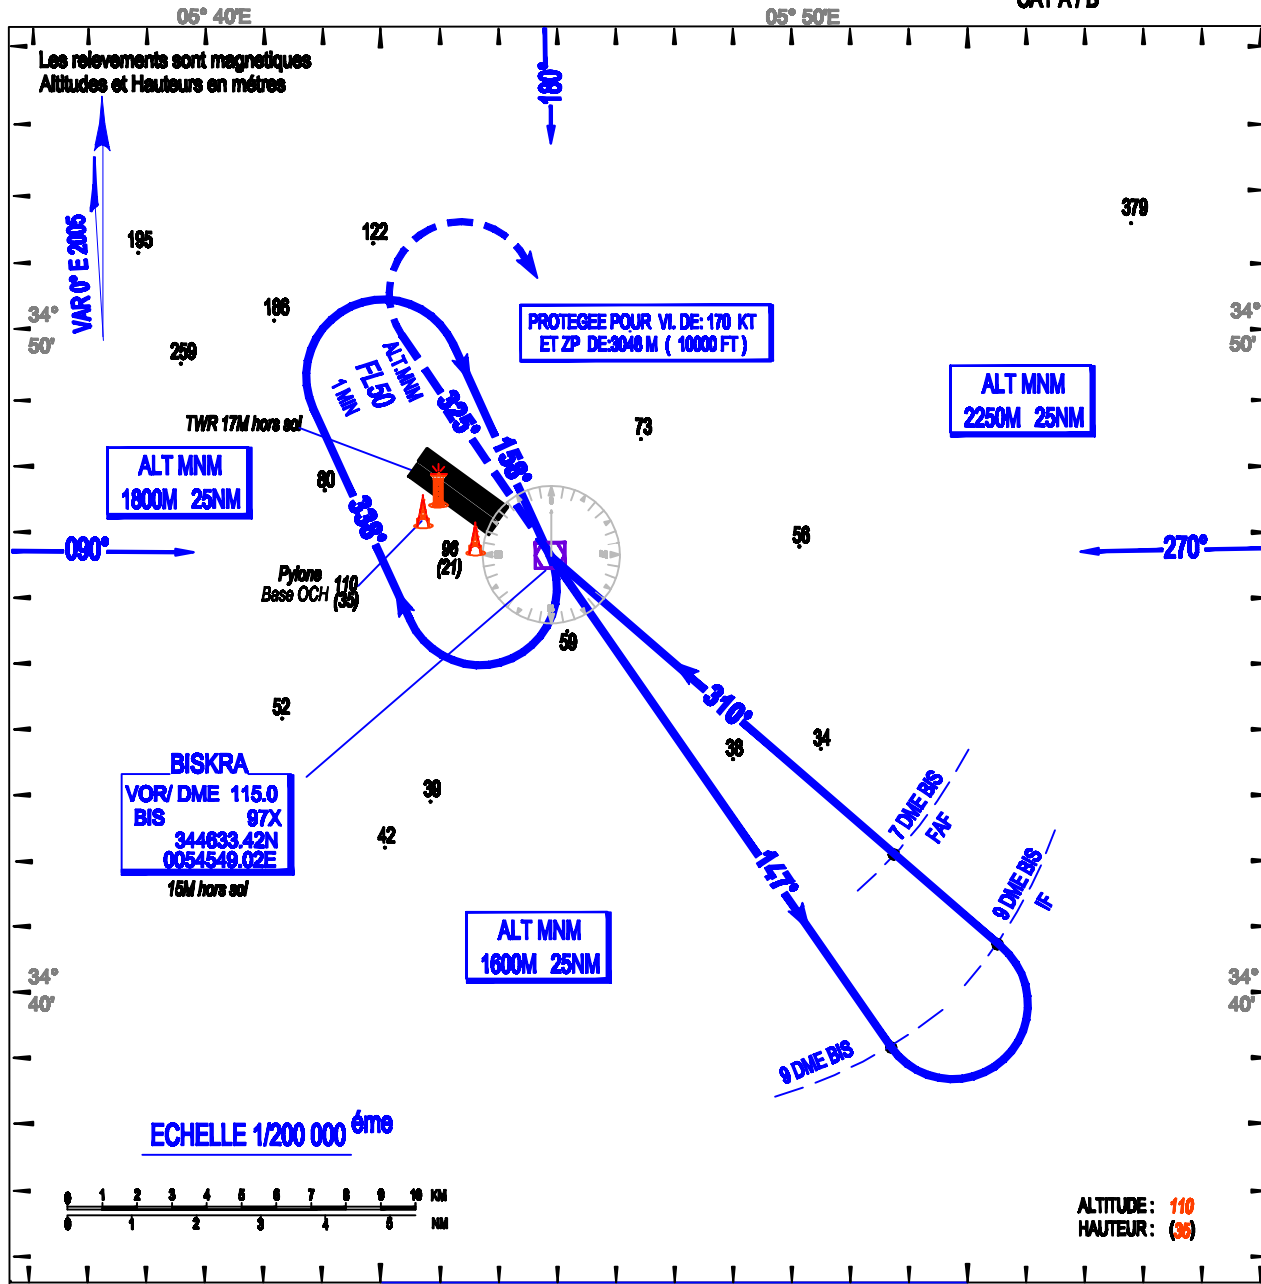 05° 40'E
05° 50'E
Les relevements sont magnetiques
Altitudes et Hauteurs en métres
180°
VAR 0° E 2005
195
122
379
186
259
34°
50'
34°
50'
PROTEGEE POUR VI. DE: 170 KT
ET ZP DE:3048 M ( 10000 FT )
ALT MNM
2250M 25NM
ALT.MNM
FL50
1 MIN
325°
158°
338°
TWR 17M hors sol
73
ALT MNM
1800M 25NM
80
56
090°
270°
96
(21)
Pylone
Base OCH
110
(35)
59
52
310°
38
34
BISKRA
VOR/ DME 115.0
BIS 97X
344633.42N
0054549.02E
15M hors sol
39
42
7 DME BIS
FAF
147°
9 DME BIS
IF
ALT MNM
1600M 25NM
34°
40'
34°
40'
9 DME BIS
ECHELLE 1/200 000 éme
0 1 2 3 4 5 6 7 8 9 10 KM
0 1 2 3 4 5 NM
ALTITUDE : 110
HAUTEUR : (35)